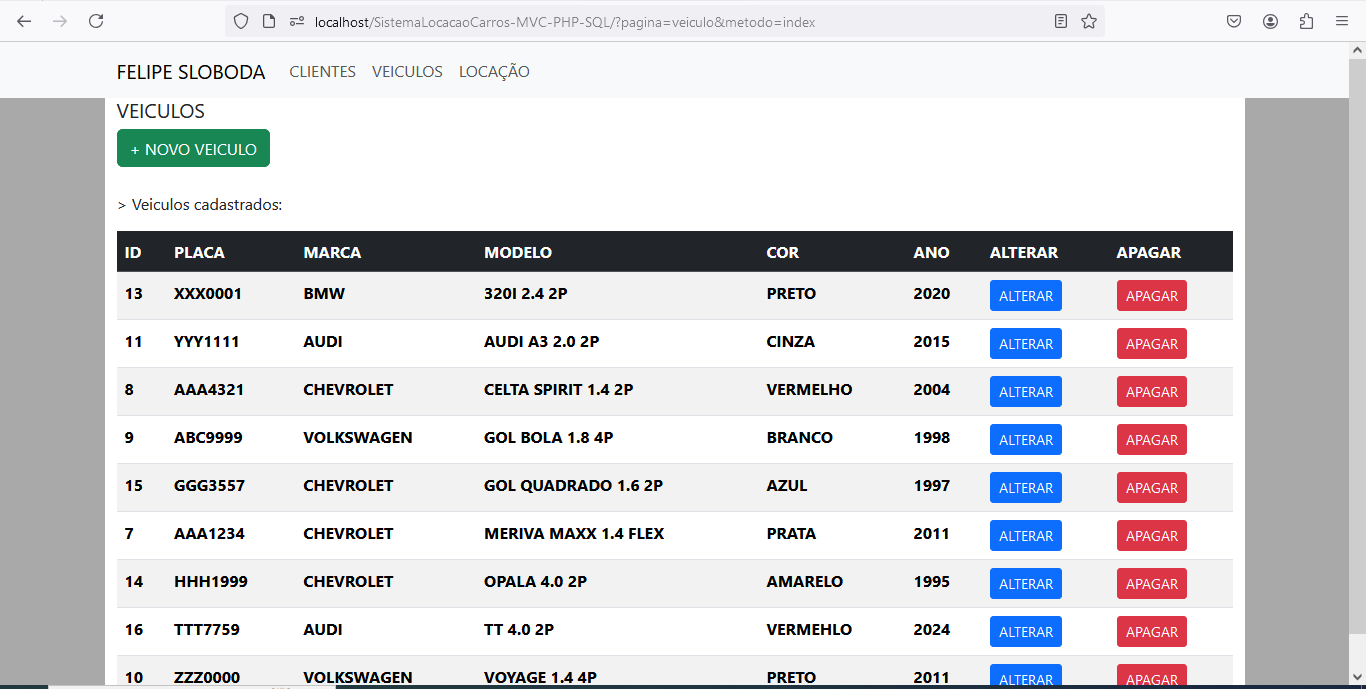 localhost/SistemaLocacaoCarros-MVC-PHP-SQL/?pagina=veiculo&metodo=index
FELIPE SLOBODA CLIENTES VEICULOS LOCAÇÃO
VEICULOS
+ NOVO VEICULO
> Veiculos cadastrados:
ID PLACA MARCA MODELO COR ANO ALTERAR APAGAR
13 XXX0001 BMW 320I 2.4 2P PRETO 2020 ALTERAR APAGAR
11 YYY1111 AUDI AUDI A3 2.0 2P CINZA 2015 ALTERAR APAGAR
8 AAA4321 CHEVROLET CELTA SPIRIT 1.4 2P VERMELHO 2004 ALTERAR APAGAR
9 ABC9999 VOLKSWAGEN GOL BOLA 1.8 4P BRANCO 1998 ALTERAR APAGAR
15 GGG3557 CHEVROLET GOL QUADRADO 1.6 2P AZUL 1997 ALTERAR APAGAR
7 AAA1234 CHEVROLET MERIVA MAXX 1.4 FLEX PRATA 2011 ALTERAR APAGAR
14 HHH1999 CHEVROLET OPALA 4.0 2P AMARELO 1995 ALTERAR APAGAR
16 TTT7759 AUDI TT 4.0 2P VERMEHLO 2024 ALTERAR APAGAR
10 ZZZ0000 VOLKSWAGEN VOYAGE 1.4 4P PRETO 2011 ALTERAR APAGAR